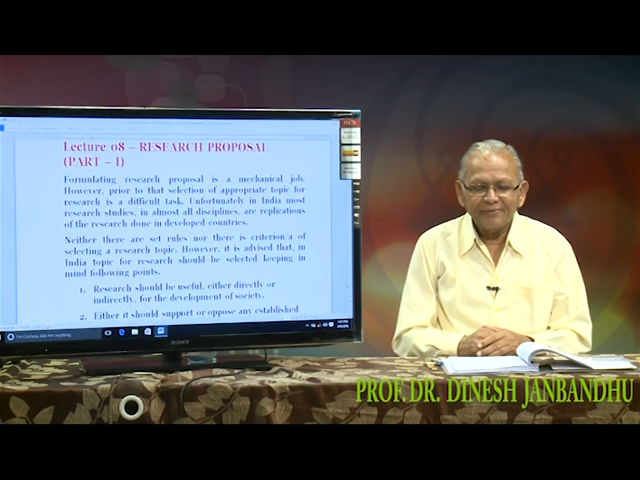 Lecture 08 – RESEARCH PROPOSAL
(PART – I)
Formulating research proposal is a mechanical job.
However, prior to that selection of appropriate topic for
research is a difficult task. Unfortunately in India most
research studies, in almost all disciplines, are replications
of the research done in developed countries.
Neither there are set rules nor there is criterion/a of
selecting a research topic. However, it is advised that, in
India topic for research should be selected keeping in
mind following points.
1. Research should be useful, either directly or
indirectly, for the development of society.
2. Either it should support or oppose any established
I'm Cortana. Ask me anything.
SONY
PROF. DR. DINESH JANBANDHU